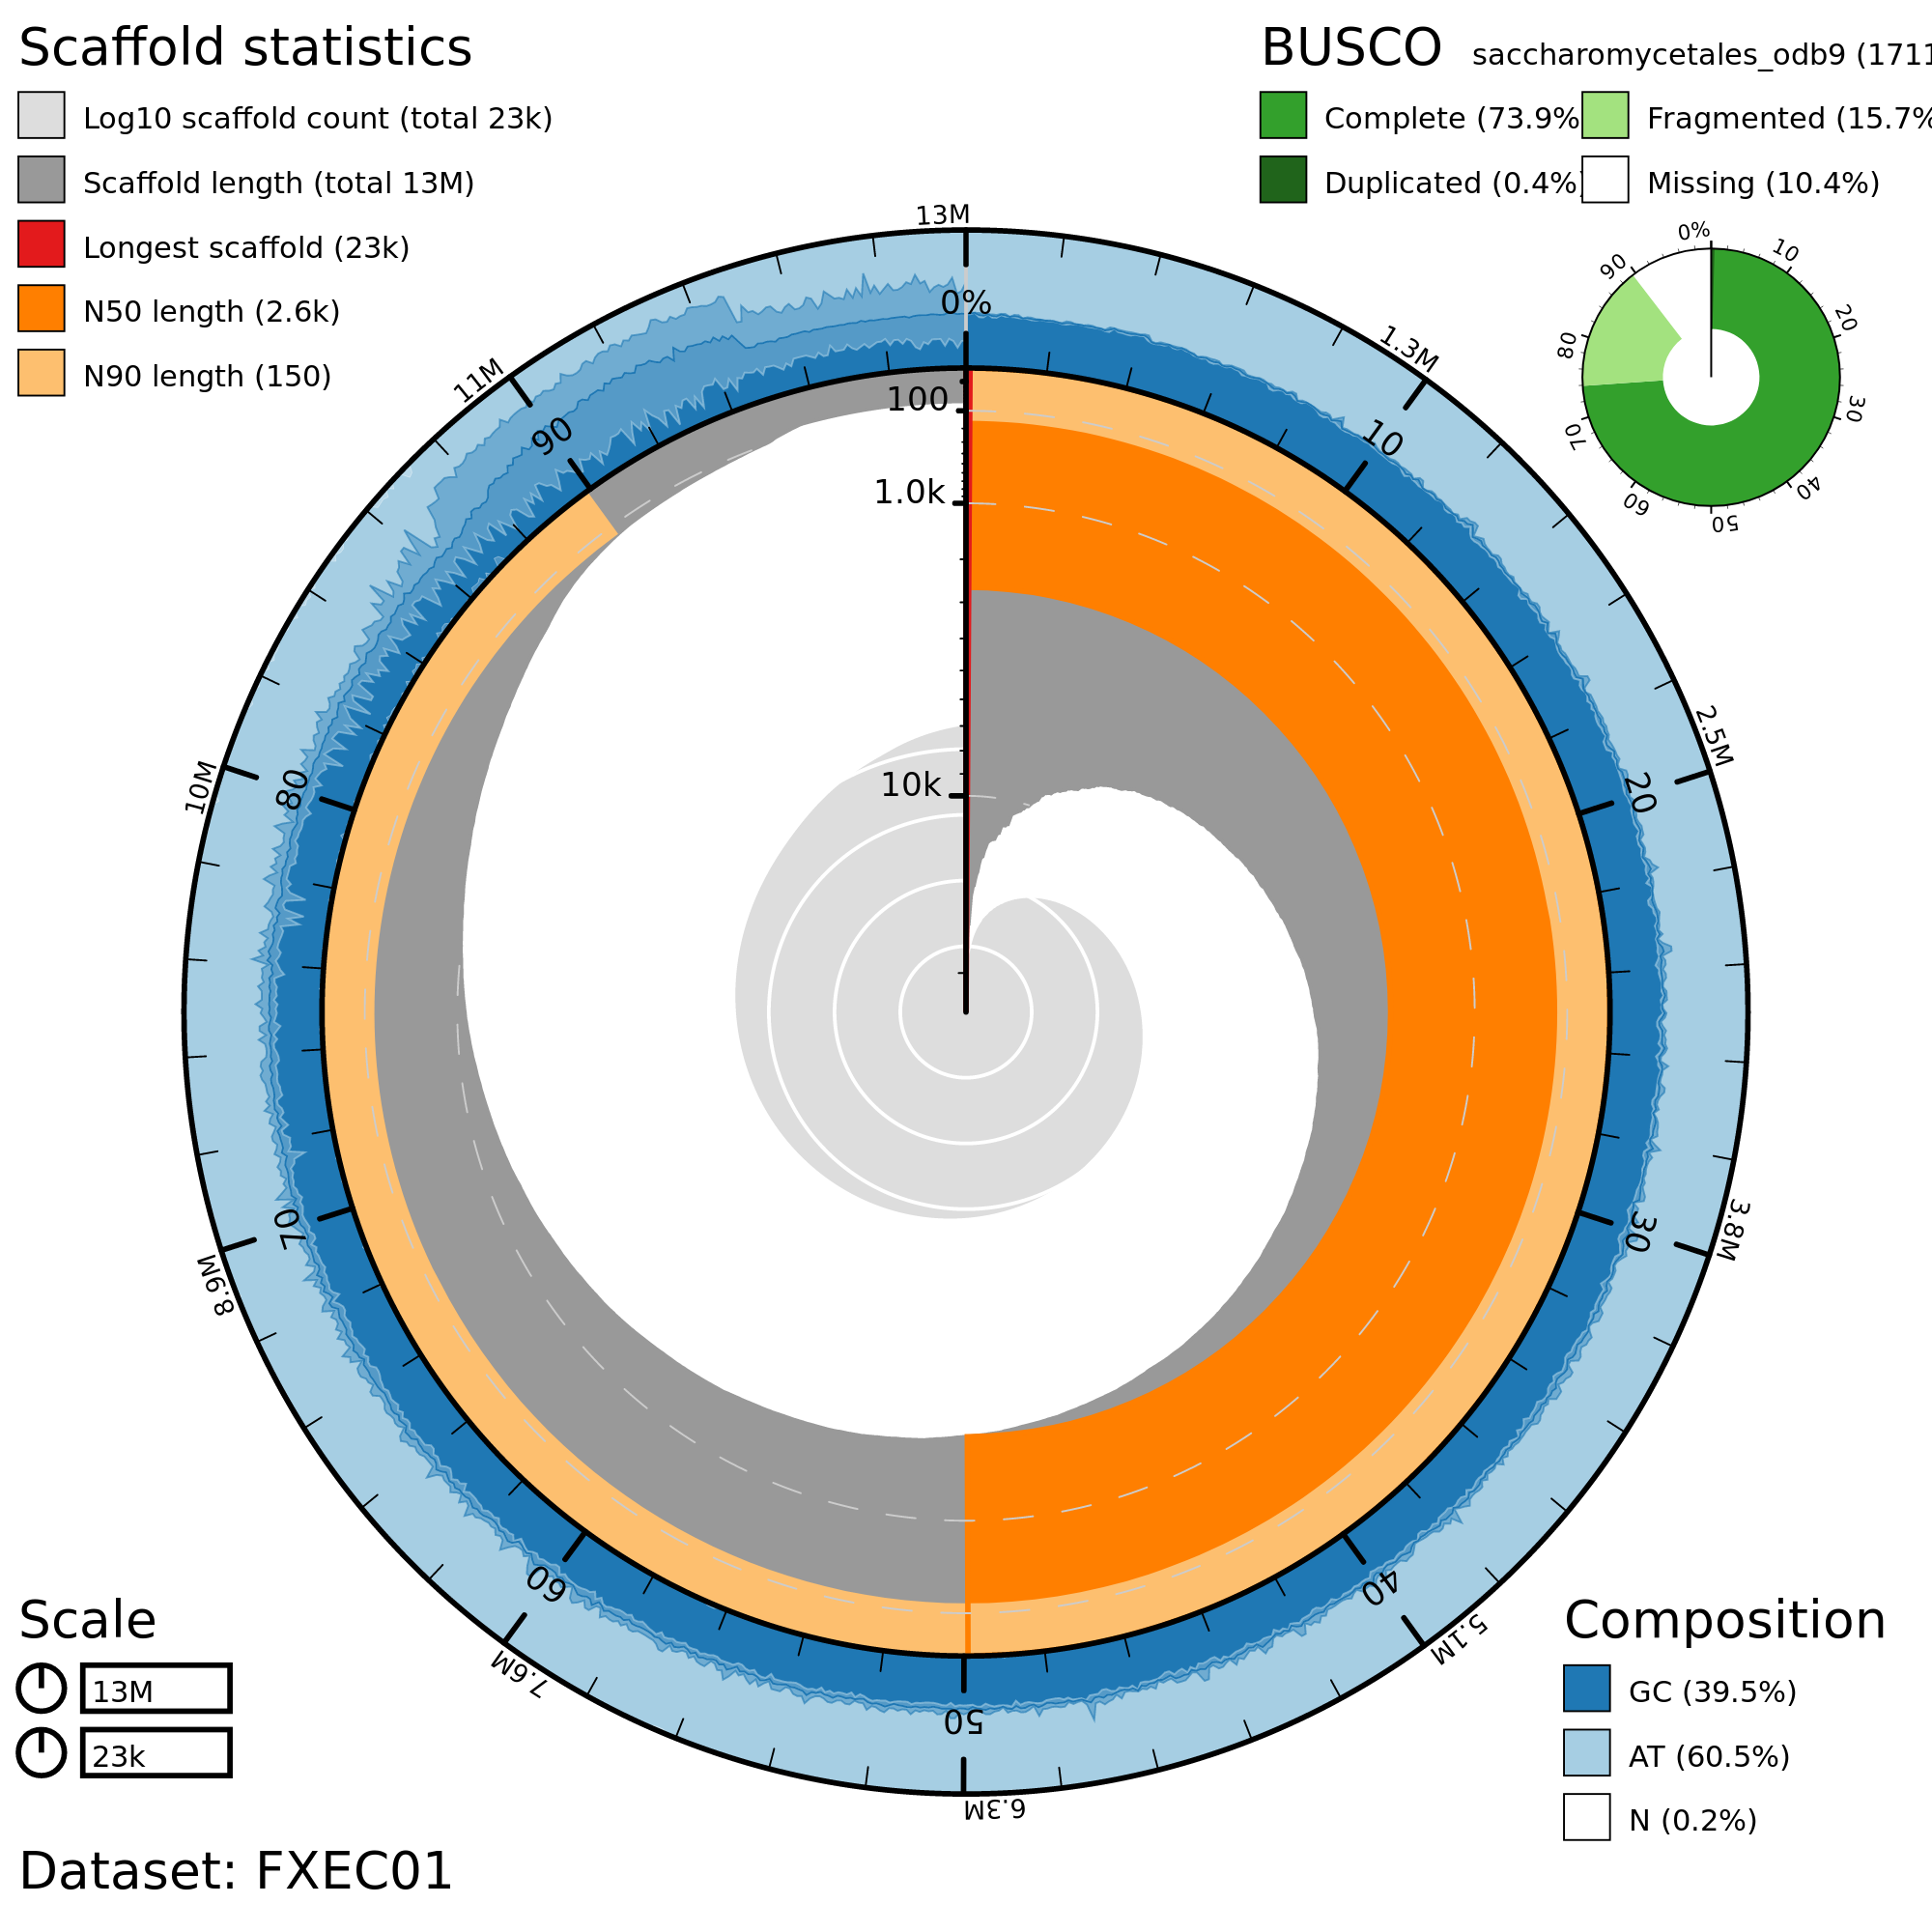 Scaffold statistics
Log10 scaffold count (total 23k)
Scaffold length (total 13M)
Longest scaffold (23k)
N50 length (2.6k)
N90 length (150)
BUSCO saccharomycetales_odb9 (1711
Complete (73.9%
Fragmented (15.7%
Duplicated (0.4%)
Missing (10.4%)
0%
10
20
30
40
50
60
70
80
90
13M
1.3M
2.5M
3.8M
5.1M
6.3M
7.6M
8.9M
10M
11M
0%
10
20
30
40
50
60
70
80
90
100
1.0k
10k
Scale
13M
23k
Composition
GC (39.5%)
AT (60.5%)
N (0.2%)
Dataset: FXEC01